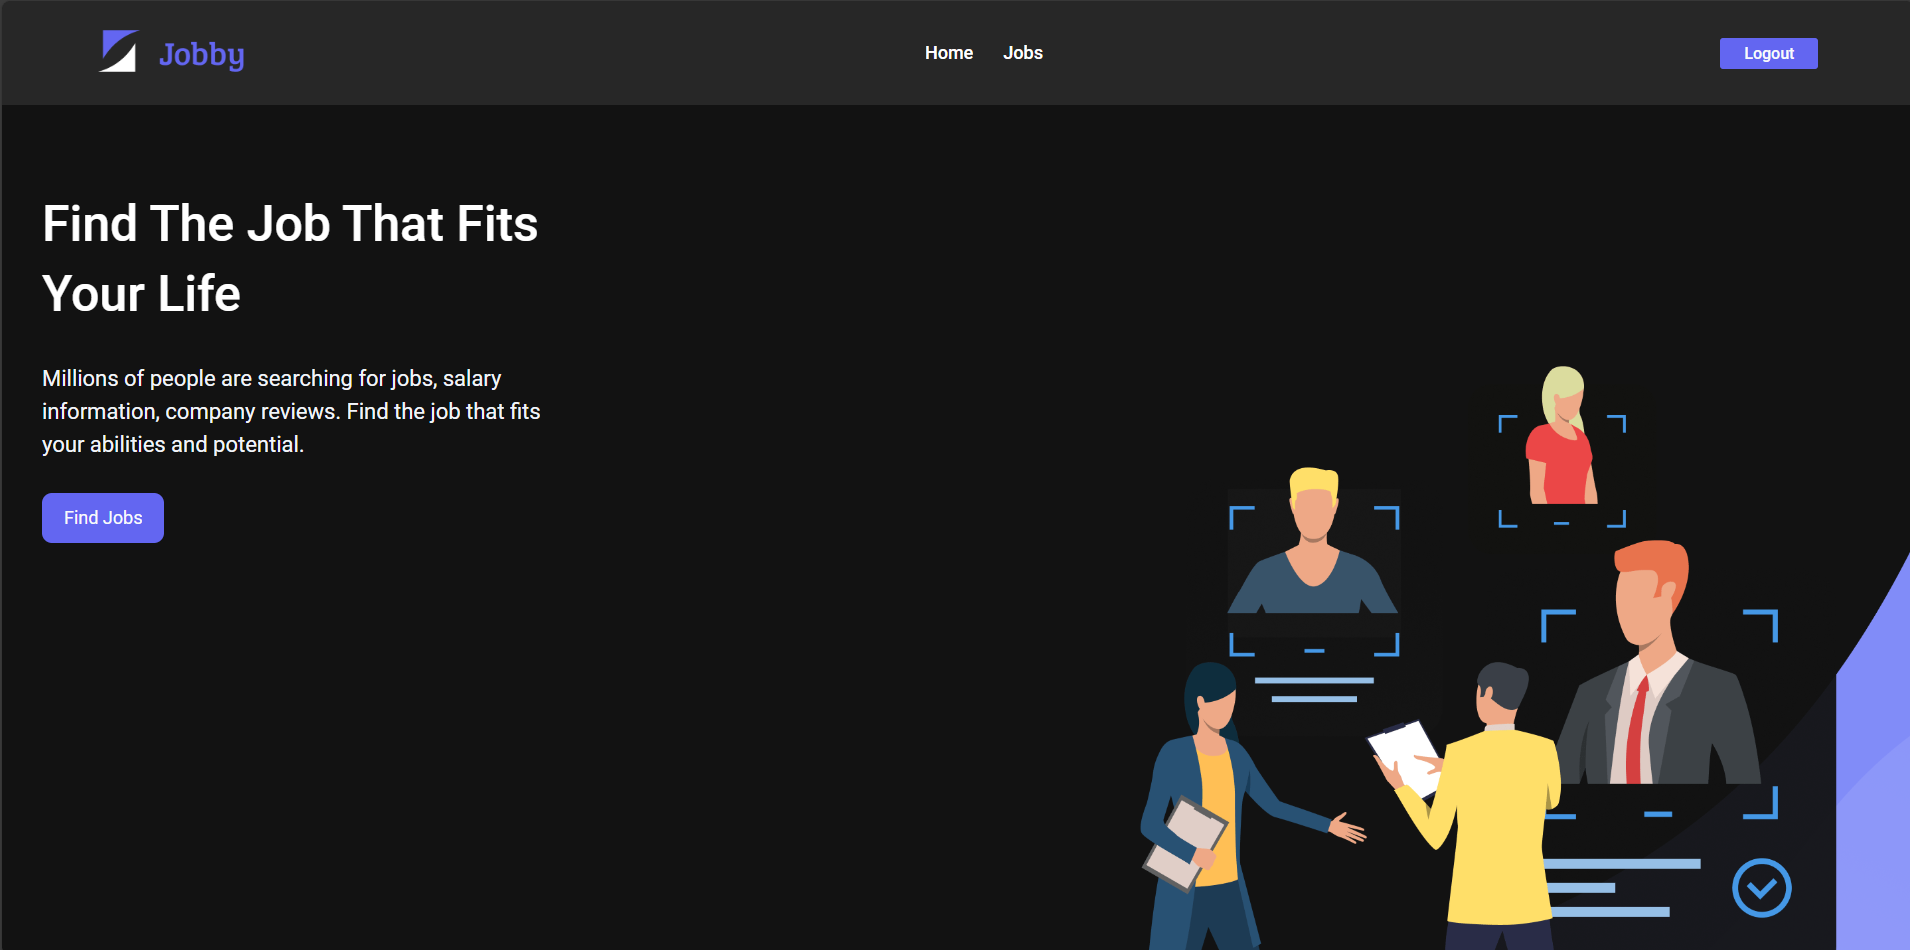 Jobby
Home
Jobs
Logout
Find The Job That Fits
Your Life
Millions of people are searching for jobs, salary
information, company reviews. Find the job that fits
your abilities and potential.
Find Jobs